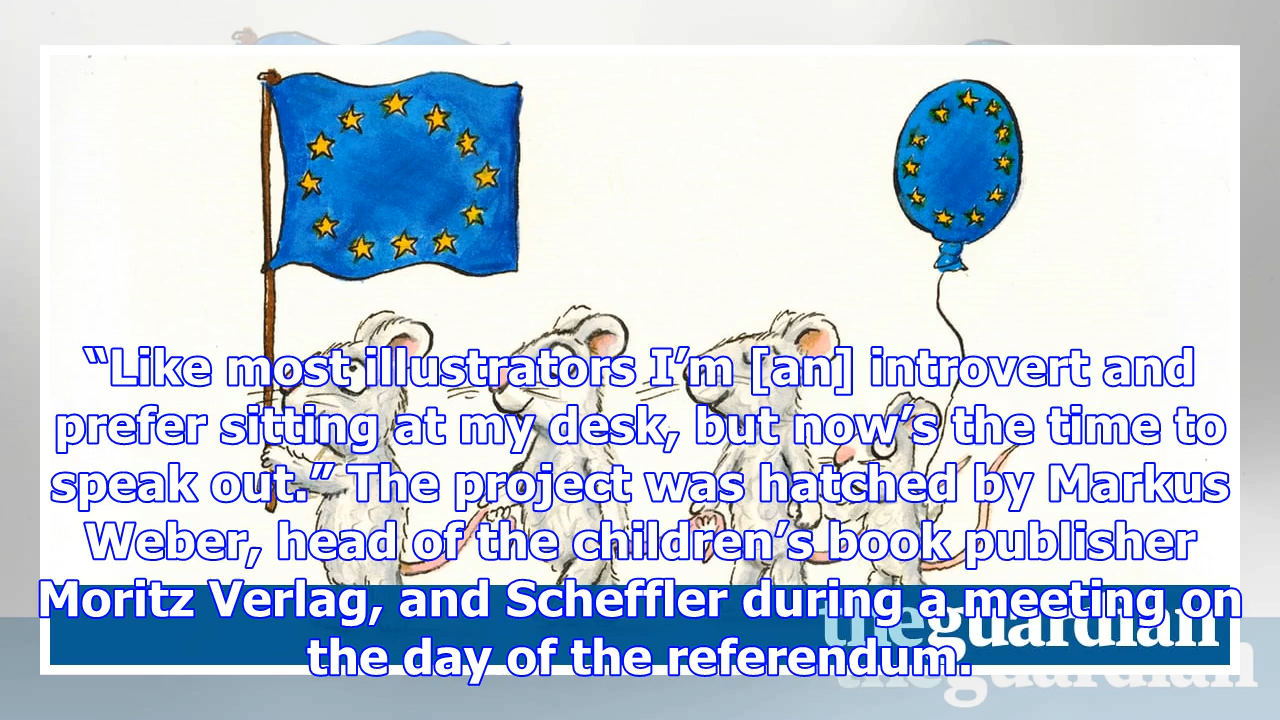 “Like most illustrators I’m [an] introvert and
prefer sitting at my desk, but now’s the time to
speak out.” The project was hatched by Markus
Weber, head of the children’s book publisher
Moritz Verlag, and Scheffler during a meeting on
the day of the referendum.
theguardian
theguardian